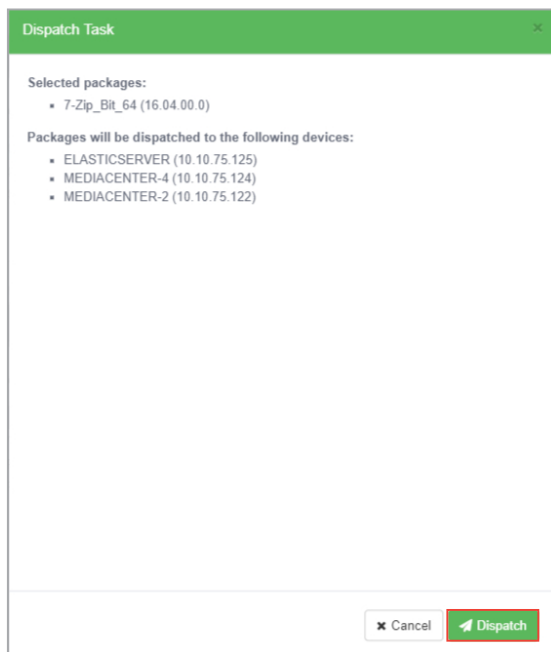 Dispatch Task
×
Selected packages:
▪ 7-Zip_Bit_64 (16.04.00.0)
Packages will be dispatched to the following devices:
▪ ELASTICSERVER (10.10.75.125)
▪ MEDIACENTER-4 (10.10.75.124)
▪ MEDIACENTER-2 (10.10.75.122)
✖ Cancel
Dispatch